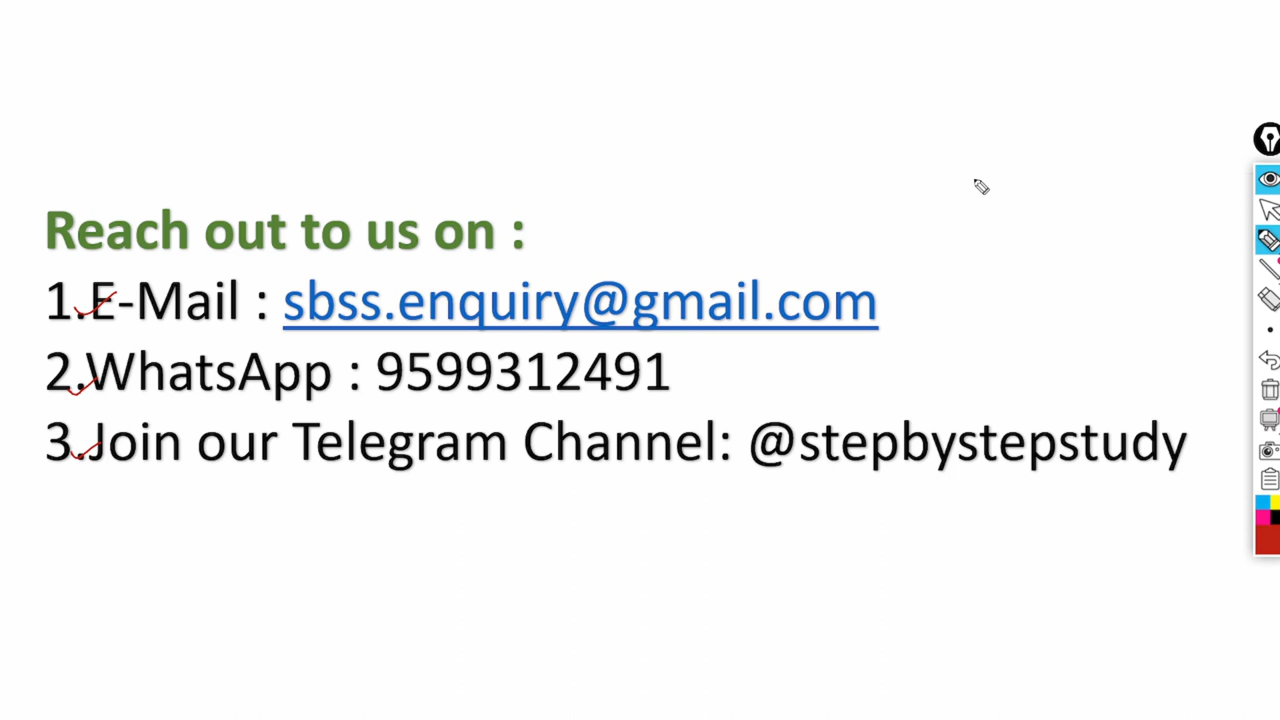 Reach out to us on :
1.E-Mail : sbss.enquiry@gmail.com
2.WhatsApp : 9599312491
3.Join our Telegram Channel: @stepbystepstudy